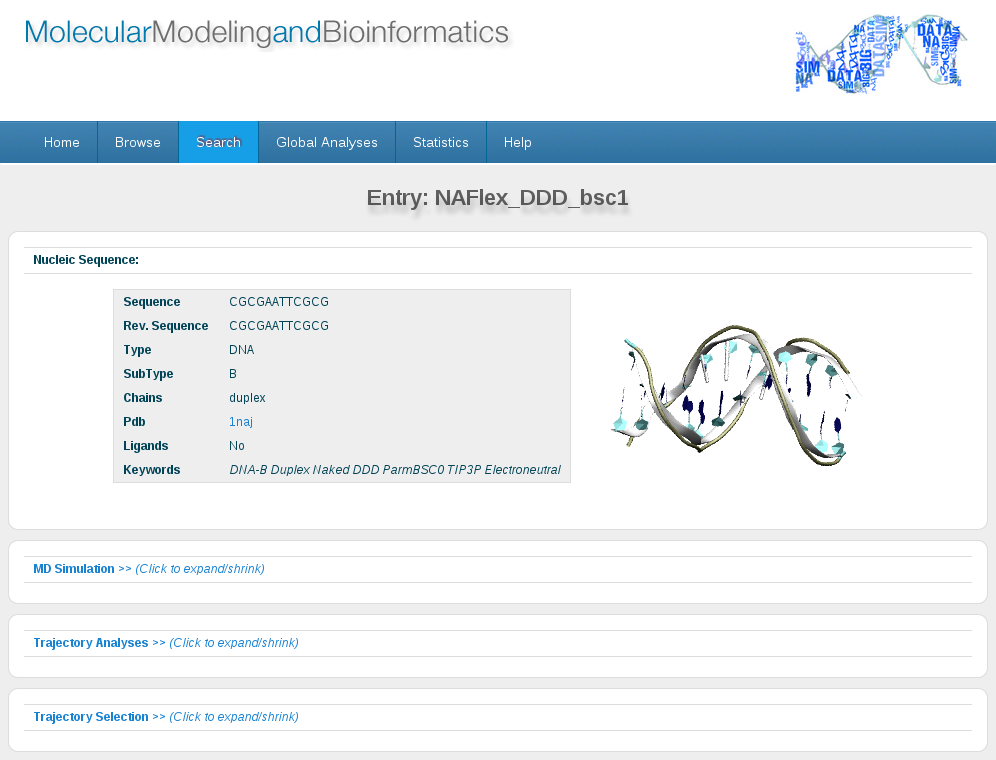 MolecularModelingandBioinformatics
Home Browse Search Global Analyses Statistics Help
Entry: NAFlex_DDD_bsc1
Nucleic Sequence:
Sequence CGCGAATTCGCG
Rev. Sequence CGCGAATTCGCG
Type DNA
SubType B
Chains duplex
Pdb 1naj
Ligands No
Keywords DNA-B Duplex Naked DDD ParmBSC0 TIP3P Electroneutral
MD Simulation >> (Click to expand/shrink)
Trajectory Analyses >> (Click to expand/shrink)
Trajectory Selection >> (Click to expand/shrink)